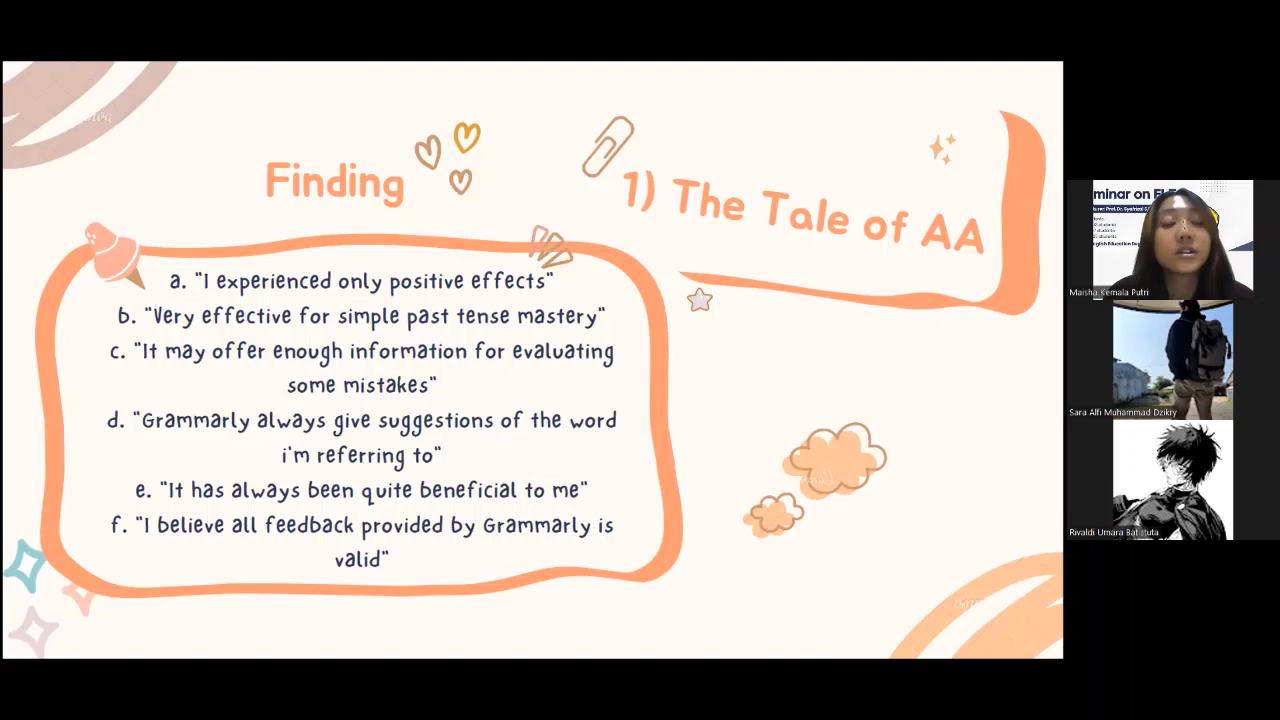 Finding
1) The Tale of AA
a. "I experienced only positive effects"
b. "Very effective for simple past tense mastery"
c. "It may offer enough information for evaluating
some mistakes"
d. "Grammarly always give suggestions of the word
i'm referring to"
e. "It has always been quite beneficial to me"
f. "I believe all feedback provided by Grammarly is
valid"
Maisha Kemala Putri
Sara Alfi Muhammad Dzikry
Rivaldi Umara Batistuta